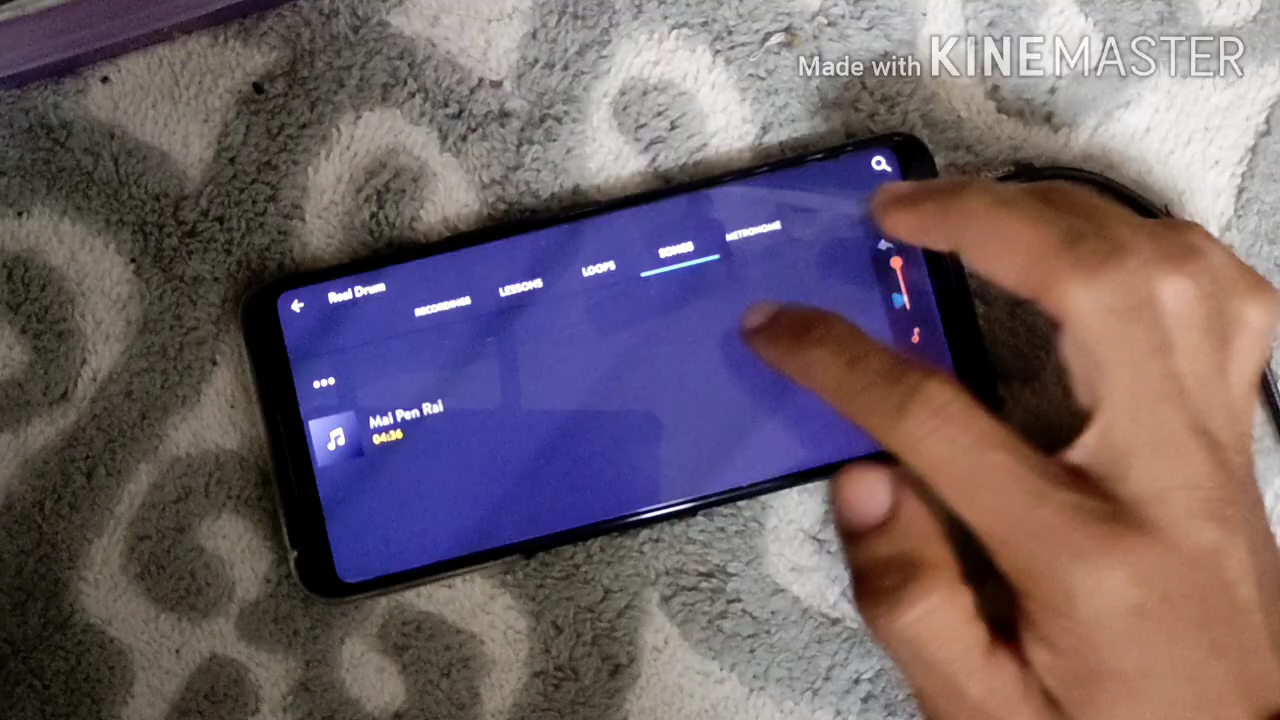 Made with KINEMASTER
Real Drum
RECORDINGS LESSONS LOOPS SONGS METRONOME
Mai Pen Rai
04:36